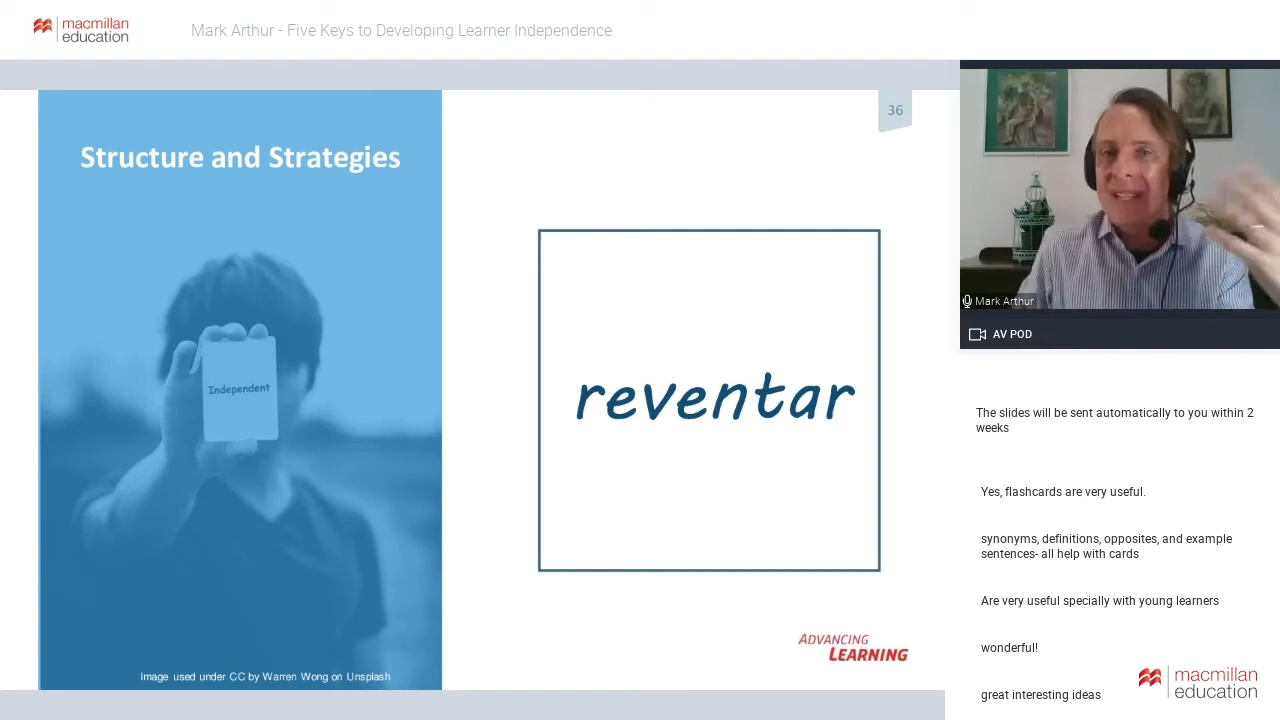 macmillan
education
Mark Arthur - Five Keys to Developing Learner Independence
36
Structure and Strategies
Independent
reventar
Image used under CC by Warren Wong on Unsplash
ADVANCING
LEARNING
Mark Arthur
AV POD
The slides will be sent automatically to you within 2
weeks
Yes, flashcards are very useful.
synonyms, definitions, opposites, and example
sentences- all help with cards
Are very useful specially with young learners
wonderful!
great interesting ideas
macmillan
education